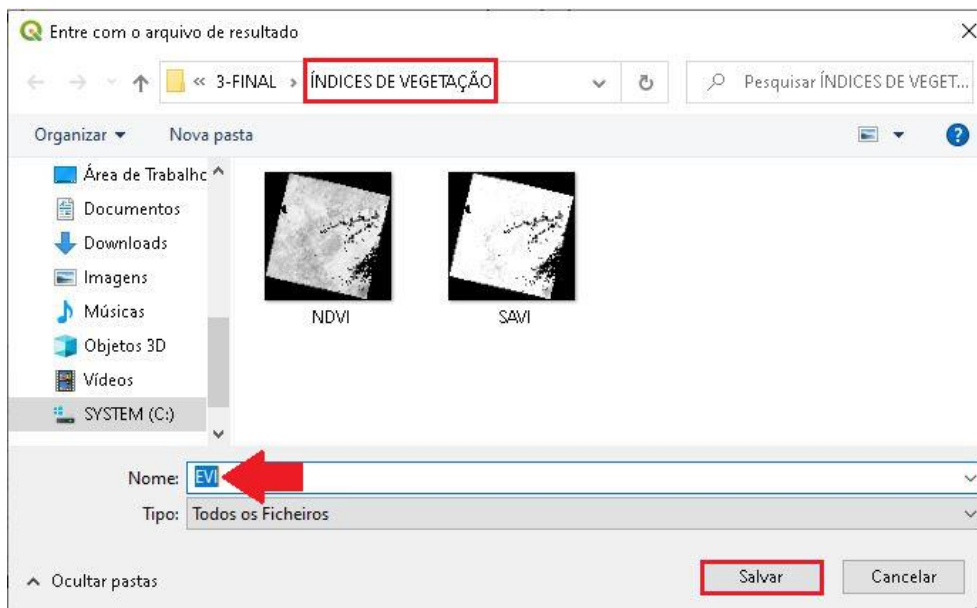 Entre com o arquivo de resultado
« 3-FINAL › ÍNDICES DE VEGETAÇÃO
Pesquisar ÍNDICES DE VEGET...
Organizar
Nova pasta
Área de Trabalhc
Documentos
Downloads
Imagens
Músicas
Objetos 3D
Vídeos
SYSTEM (C:)
NDVI
SAVI
Nome: EVI
Tipo: Todos os Ficheiros
Ocultar pastas
Salvar
Cancelar